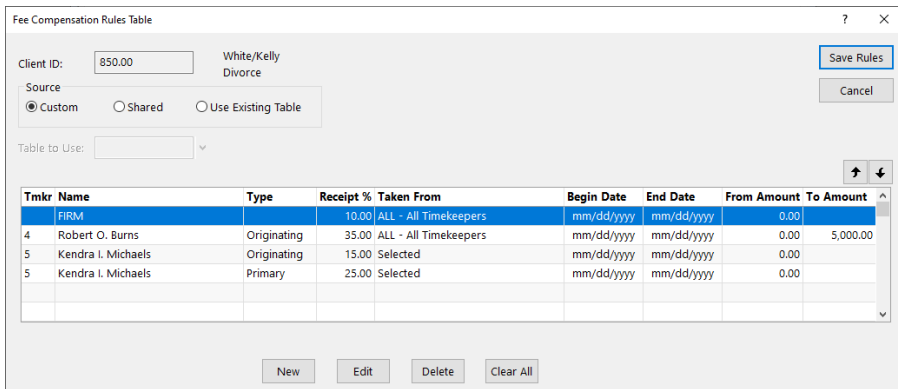 Fee Compensation Rules Table ? ×
Client ID: 850.00 White/Kelly
Divorce
Save Rules
Cancel
Source
Custom Shared Use Existing Table
Table to Use:
Tmkr Name Type Receipt % Taken From Begin Date End Date From Amount To Amount
FIRM 10.00 ALL - All Timekeepers mm/dd/yyyy mm/dd/yyyy 0.00
4 Robert O. Burns Originating 35.00 ALL - All Timekeepers mm/dd/yyyy mm/dd/yyyy 0.00 5,000.00
5 Kendra I. Michaels Originating 15.00 Selected mm/dd/yyyy mm/dd/yyyy 0.00
5 Kendra I. Michaels Primary 25.00 Selected mm/dd/yyyy mm/dd/yyyy 0.00
New Edit Delete Clear All